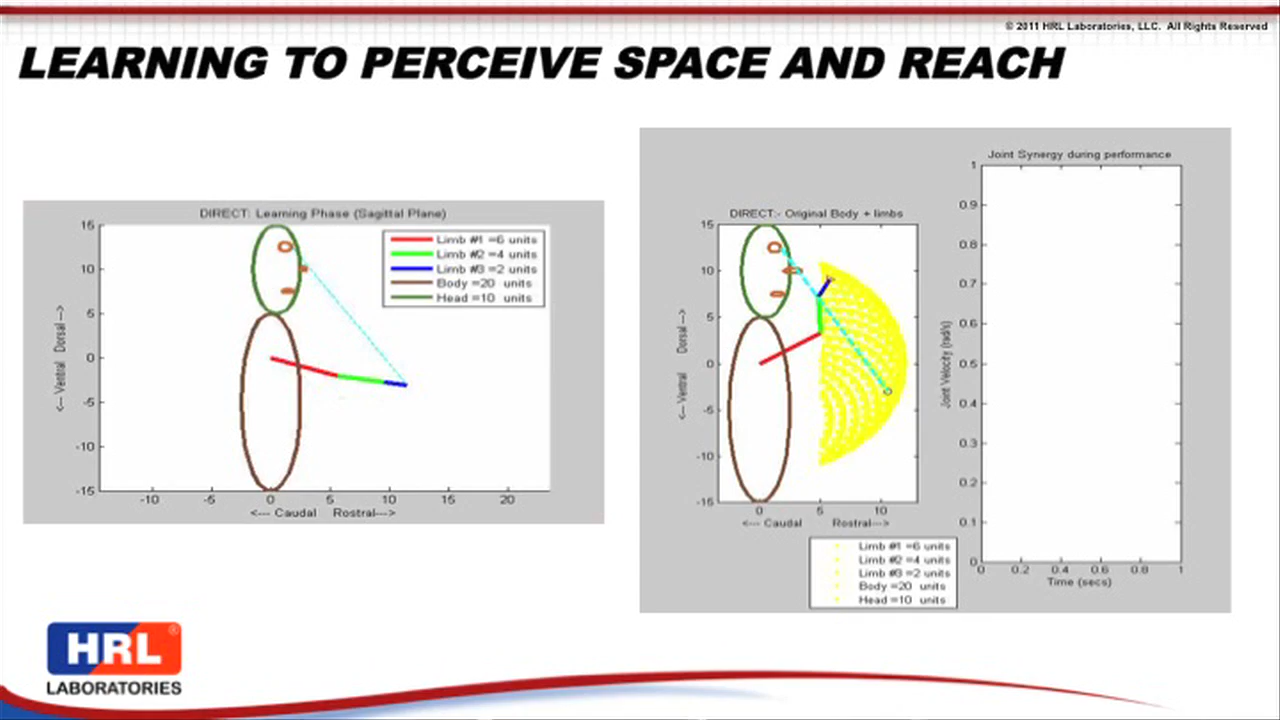 © 2011 HRL Laboratories, LLC. All Rights Reserved
LEARNING TO PERCEIVE SPACE AND REACH
DIRECT: Learning Phase (Sagittal Plane)
15
10
5
0
-5
-10
-15
<--- Ventral Dorsal --->
Limb #1 =6 units
Limb #2 =4 units
Limb #3 =2 units
Body =20 units
Head =10 units
-10 -5 0 5 10 15 20
<--- Caudal Rostral--->
DIRECT:- Original Body + limbs
15
10
5
0
-5
-10
-15
<--- Ventral Dorsal --->
0 5 10
<--- Caudal Rostral--->
Limb #1 =6 units
Limb #2 =4 units
Limb #3 =2 units
Body =20 units
Head =10 units
Joint Synergy during performance
1
0.9
0.8
0.7
0.6
0.5
0.4
0.3
0.2
0.1
0
Joint Velocity (rad/s)
0 0.2 0.4 0.6 0.8 1
Time (secs)
HRL®
LABORATORIES